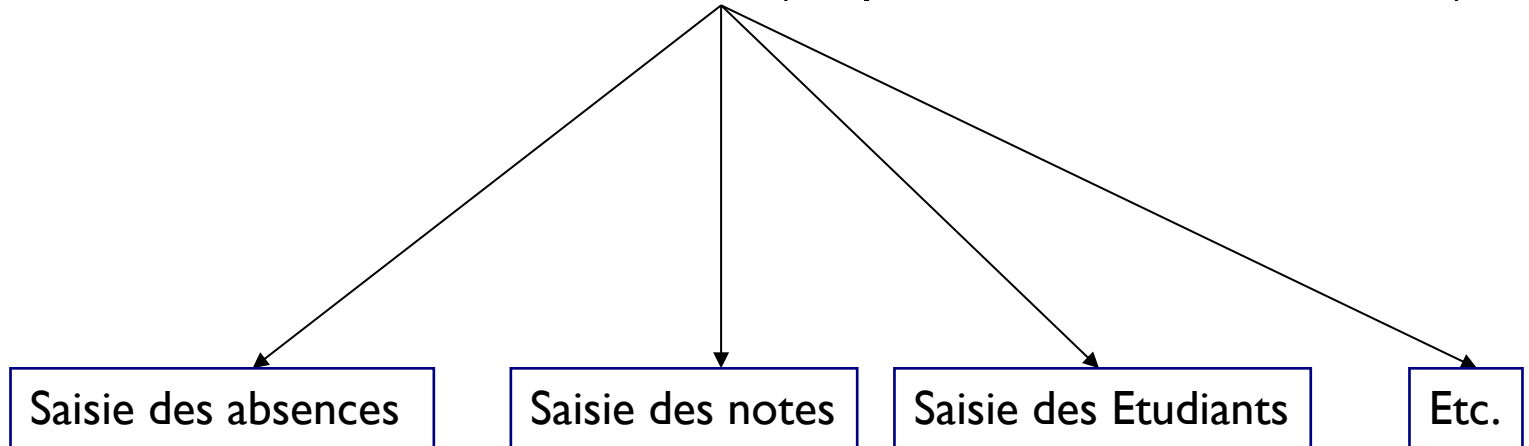 Saisie des absences
Saisie des notes
Saisie des Etudiants
Etc.